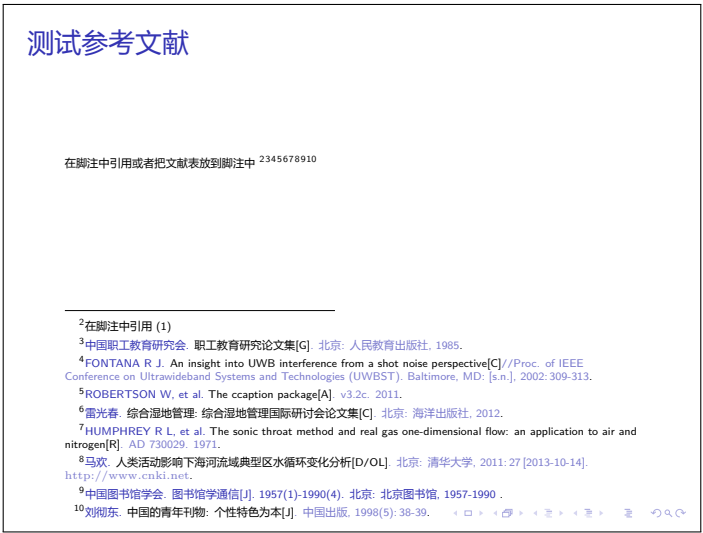 测试参考文献
在脚注中引用或者把文献表放到脚注中 2345678910
2在脚注中引用 (1)
3中国职工教育研究会. 职工教育研究论文集[G]. 北京: 人民教育出版社, 1985.
4FONTANA R J. An insight into UWB interference from a shot noise perspective[C]//Proc. of IEEE
Conference on Ultrawideband Systems and Technologies (UWBST). Baltimore, MD: [s.n.], 2002: 309-313.
5ROBERTSON W, et al. The ccaption package[A]. v3.2c. 2011.
6雷光春. 综合湿地管理: 综合湿地管理国际研讨会论文集[C]. 北京: 海洋出版社, 2012.
7HUMPHREY R L, et al. The sonic throat method and real gas one-dimensional flow: an application to air and
nitrogen[R]. AD 730029. 1971.
8马欢. 人类活动影响下海河流域典型区水循环变化分析[D/OL]. 北京: 清华大学, 2011: 27 [2013-10-14].
http://www.cnki.net.
9中国图书馆学会. 图书馆学通信[J]. 1957(1)-1990(4). 北京: 北京图书馆, 1957-1990 .
10刘彻东. 中国的青年刊物: 个性特色为本[J]. 中国出版, 1998(5): 38-39.